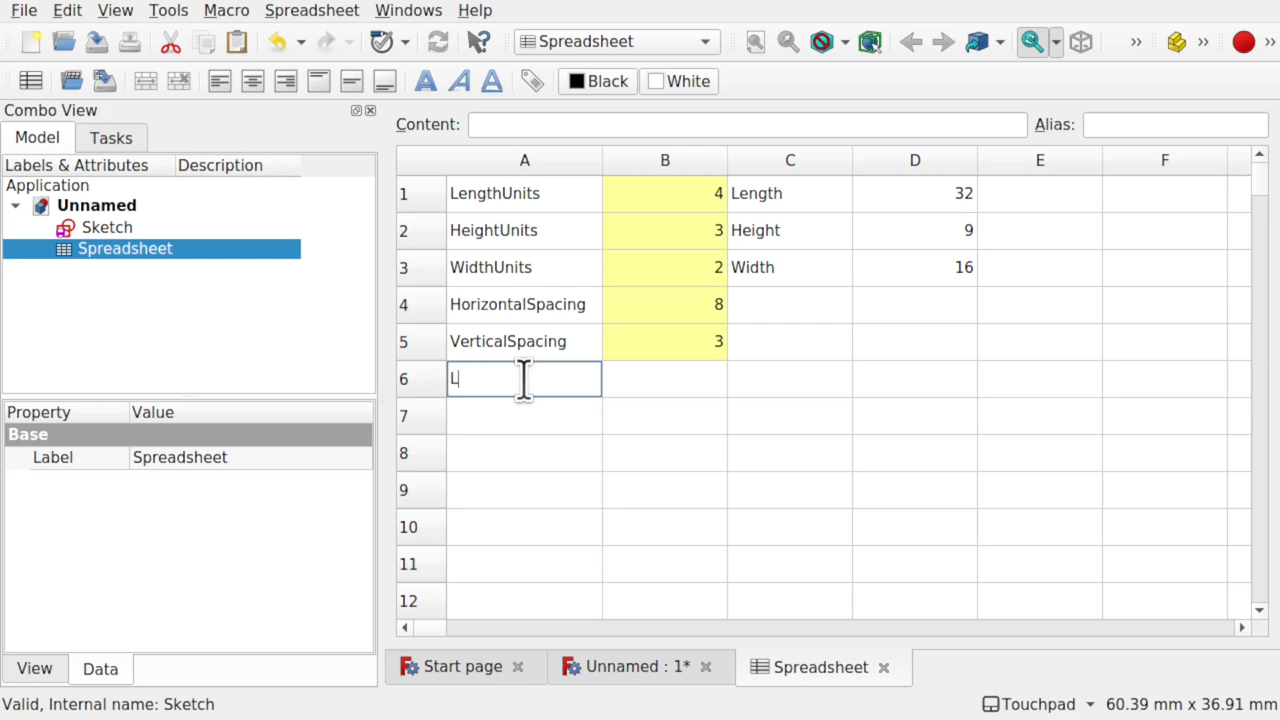 File Edit View Tools Macro Spreadsheet Windows Help
Spreadsheet
Black White
Combo View
Model Tasks
Labels & Attributes Description
Application
Unnamed
Sketch
Spreadsheet
Property Value
Base
Label Spreadsheet
View Data
Content: Alias:
A B C D E F
1 LengthUnits 4 Length 32
2 HeightUnits 3 Height 9
3 WidthUnits 2 Width 16
4 HorizontalSpacing 8
5 VerticalSpacing 3
6 L
7
8
9
10
11
12
Start page Unnamed : 1* Spreadsheet
Valid, Internal name: Sketch Touchpad 60.39 mm x 36.91 mm